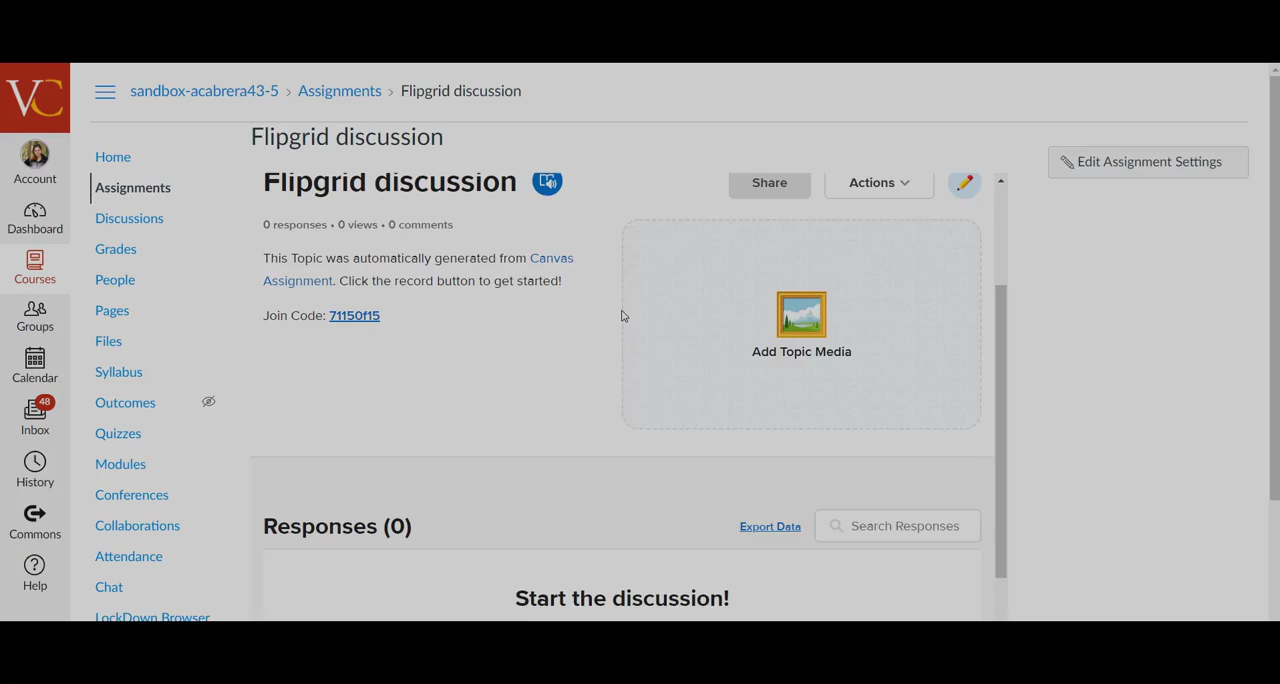 VC
Account
Dashboard
Courses
Groups
Calendar
48
Inbox
History
Commons
Help
sandbox-acabrera43-5 > Assignments > Flipgrid discussion
Home
Assignments
Discussions
Grades
People
Pages
Files
Syllabus
Outcomes
Quizzes
Modules
Conferences
Collaborations
Attendance
Chat
LockDown Browser
Flipgrid discussion
Edit Assignment Settings
Flipgrid discussion
Share
Actions
0 responses • 0 views • 0 comments
This Topic was automatically generated from Canvas
Assignment. Click the record button to get started!
Join Code: 71150f15
Add Topic Media
Responses (0)
Export Data
Search Responses
Start the discussion!